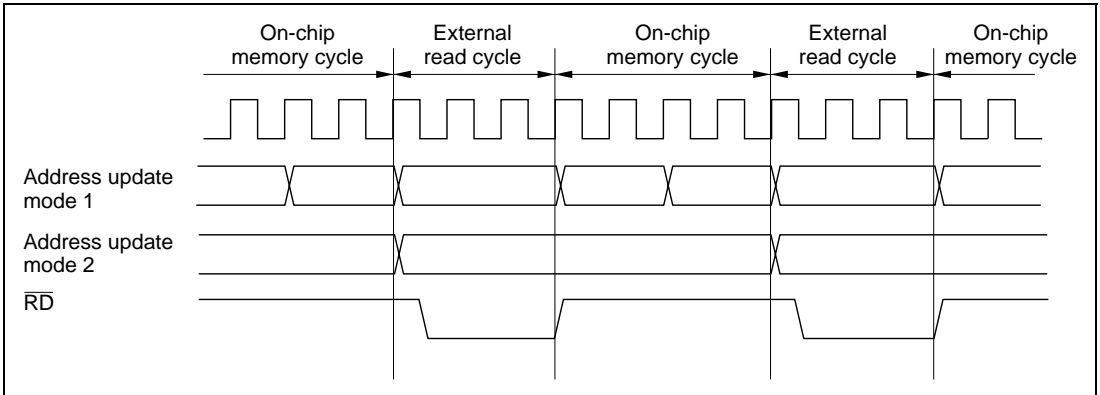 On-chip
memory cycle
External
read cycle
On-chip
memory cycle
External
read cycle
On-chip
memory cycle
Address update
mode 1
Address update
mode 2
R̅D̅